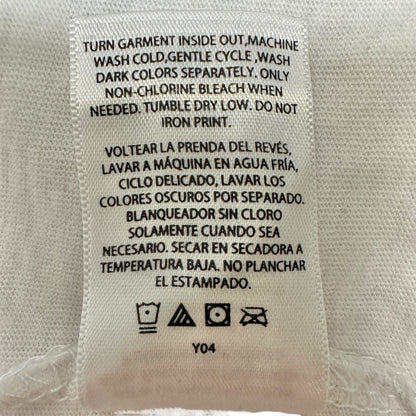 TURN GARMENT INSIDE OUT,MACHINE
WASH COLD,GENTLE CYCLE ,WASH
DARK COLORS SEPARATELY. ONLY
NON-CHLORINE BLEACH WHEN
NEEDED. TUMBLE DRY LOW. DO NOT
IRON PRINT.
VOLTEAR LA PRENDA DEL REVÉS,
LAVAR A MÁQUINA EN AGUA FRÍA,
CICLO DELICADO, LAVAR LOS
COLORES OSCUROS POR SEPARADO.
BLANQUEADOR SIN CLORO
SOLAMENTE CUANDO SEA
NECESARIO. SECAR EN SECADORA A
TEMPERATURA BAJA. NO PLANCHAR
EL ESTAMPADO.
Y04